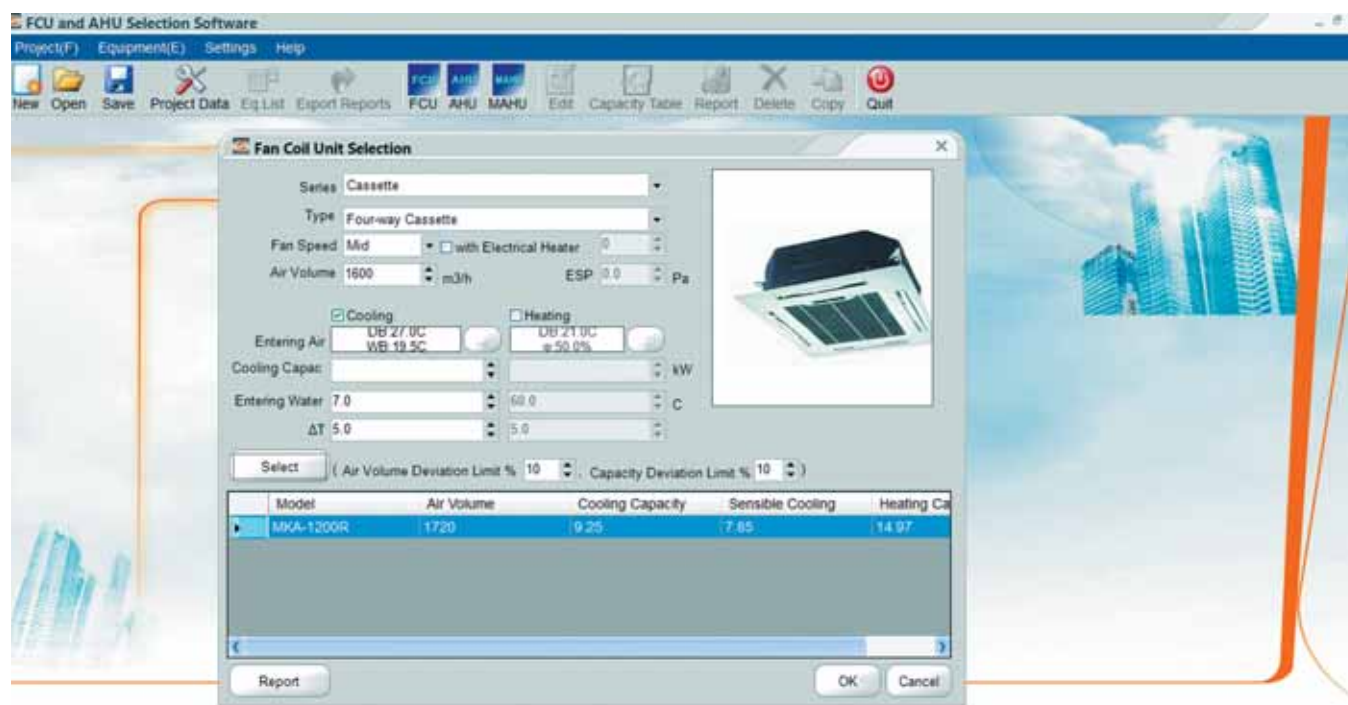 FCU and AHU Selection Software
Project(F) Equipment(E) Settings Help
New Open Save Project Data Eq List Export Reports FCU AHU MAHU Edit Capacity Table Report Delete Copy Quit
Fan Coil Unit Selection
Series Cassette
Type Four-way Cassette
Fan Speed Mid with Electrical Heater 0
Air Volume 1600 m3/h ESP 0.0 Pa
Cooling Heating
Entering Air DB:27.0C WB:19.5C DB:21.0C φ:50.0%
Cooling Capac kW
Entering Water 7.0 60.0 C
ΔT 5.0 5.0
Select ( Air Volume Deviation Limit % 10 , Capacity Deviation Limit % 10 )
Model Air Volume Cooling Capacity Sensible Cooling Heating Ca
MKA-1200R 1720 9.25 7.65 14.97
Report OK Cancel